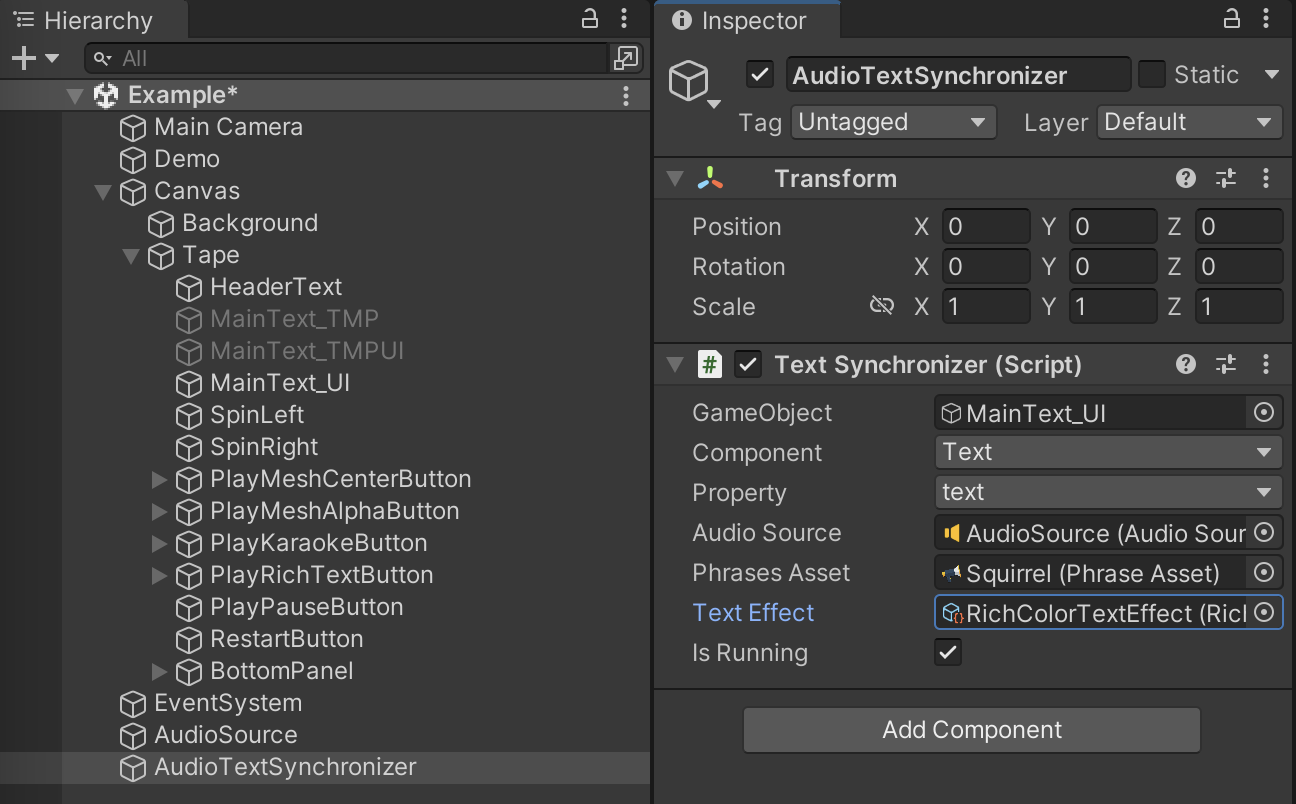 Hierarchy
All
Example*
Main Camera
Demo
Canvas
Background
Tape
HeaderText
MainText_TMP
MainText_TMPUI
MainText_UI
SpinLeft
SpinRight
PlayMeshCenterButton
PlayMeshAlphaButton
PlayKaraokeButton
PlayRichTextButton
PlayPauseButton
RestartButton
BottomPanel
EventSystem
AudioSource
AudioTextSynchronizer
Inspector
AudioTextSynchronizer Static
Tag Untagged Layer Default
Transform
Position X 0 Y 0 Z 0
Rotation X 0 Y 0 Z 0
Scale X 1 Y 1 Z 1
# Text Synchronizer (Script)
GameObject MainText_UI
Component Text
Property text
Audio Source AudioSource (Audio Sour
Phrases Asset Squirrel (Phrase Asset)
Text Effect RichColorTextEffect (Ricl
Is Running
Add Component